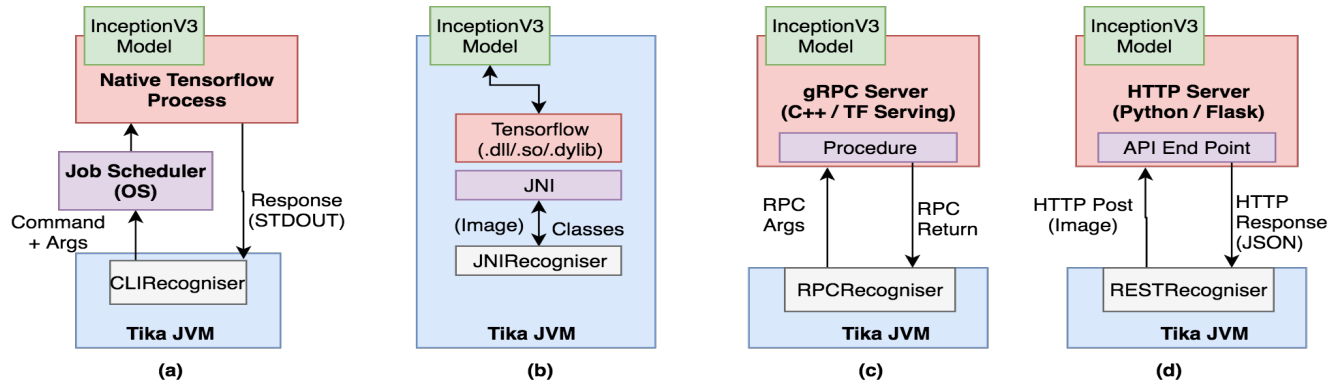 InceptionV3
Model
Native Tensorflow
Process
Job Scheduler
(OS)
Command
+ Args
Response
(STDOUT)
CLIRecogniser
Tika JVM
(a)
InceptionV3
Model
Tensorflow
(.dll/.so/.dylib)
JNI
(Image)
Classes
JNIRecogniser
Tika JVM
(b)
InceptionV3
Model
gRPC Server
(C++ / TF Serving)
Procedure
RPC
Args
RPC
Return
RPCRecogniser
Tika JVM
(c)
InceptionV3
Model
HTTP Server
(Python / Flask)
API End Point
HTTP Post
(Image)
HTTP
Response
(JSON)
RESTRecogniser
Tika JVM
(d)